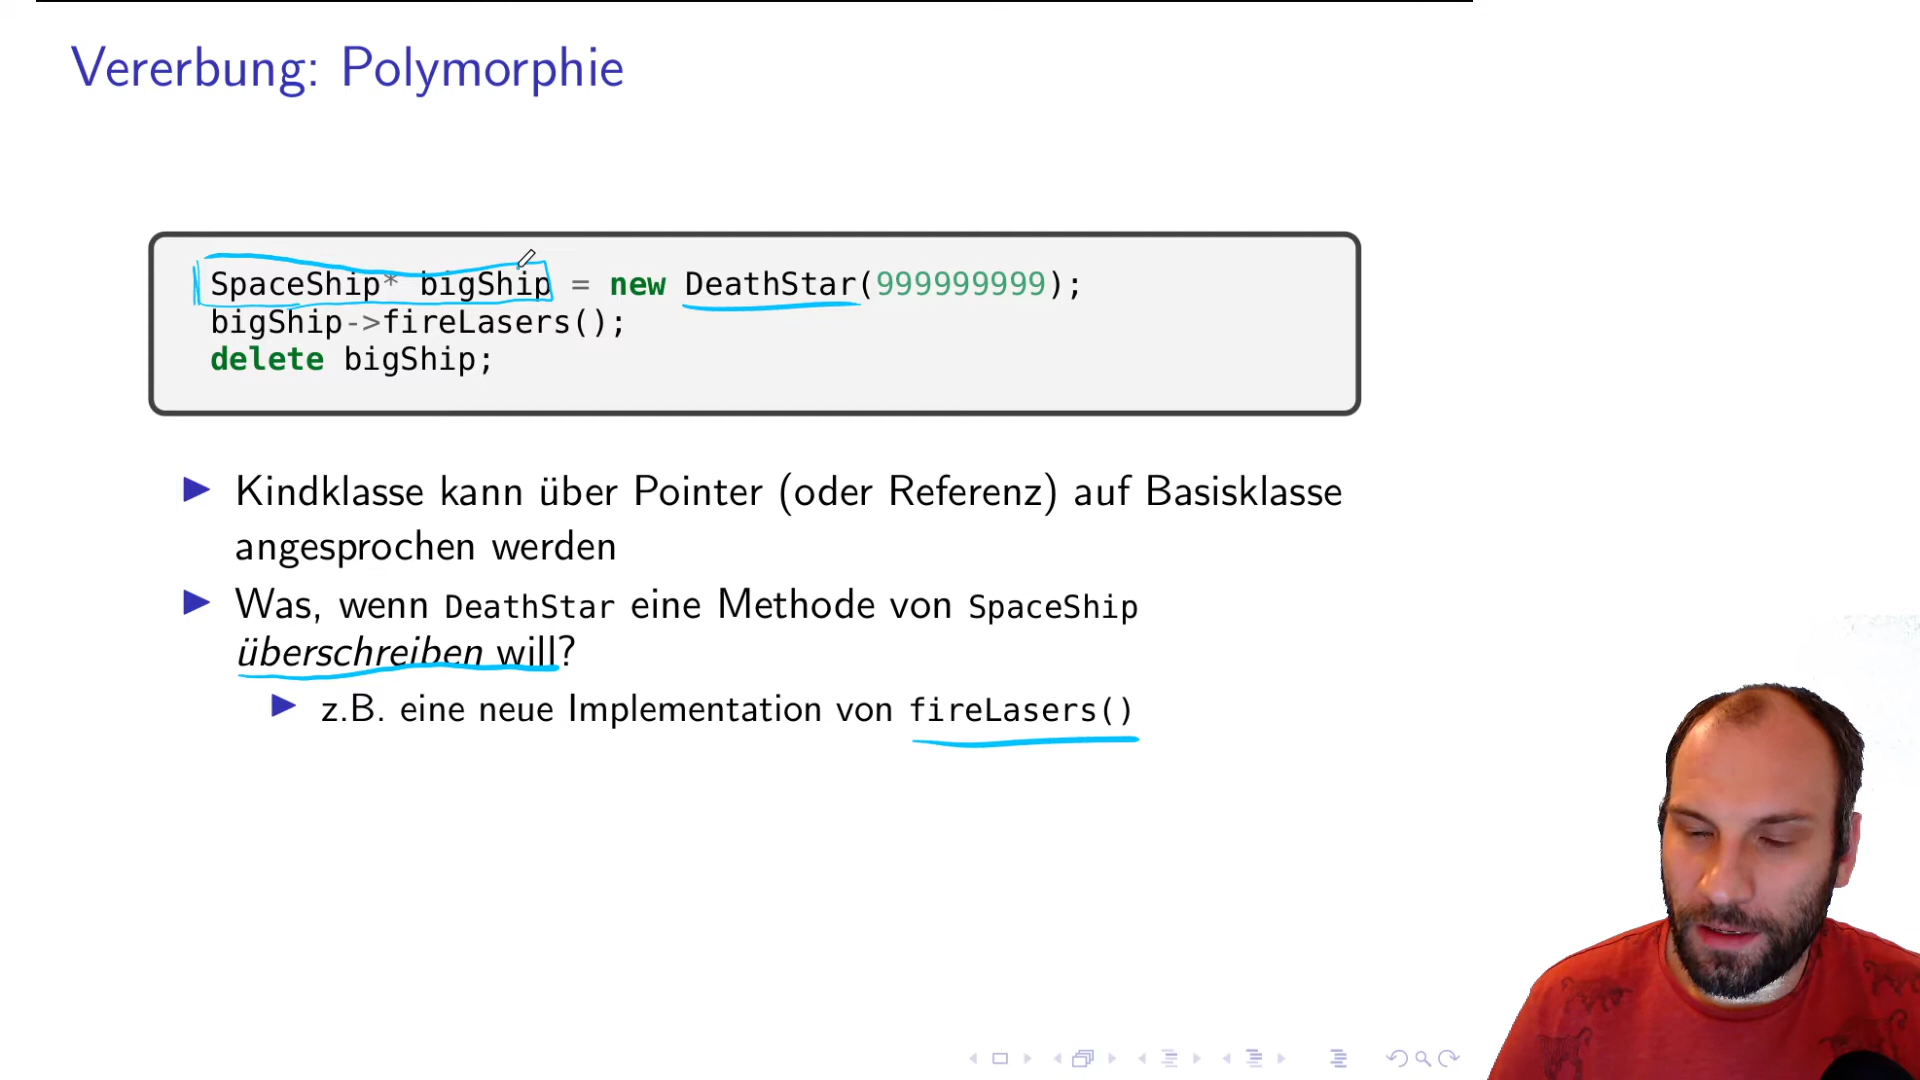 Vererbung: Polymorphie
SpaceShip* bigShip = new DeathStar(999999999);
bigShip->fireLasers();
delete bigShip;
Kindklasse kann über Pointer (oder Referenz) auf Basisklasse
angesprochen werden
Was, wenn DeathStar eine Methode von SpaceShip
überschreiben will?
z.B. eine neue Implementation von fireLasers()